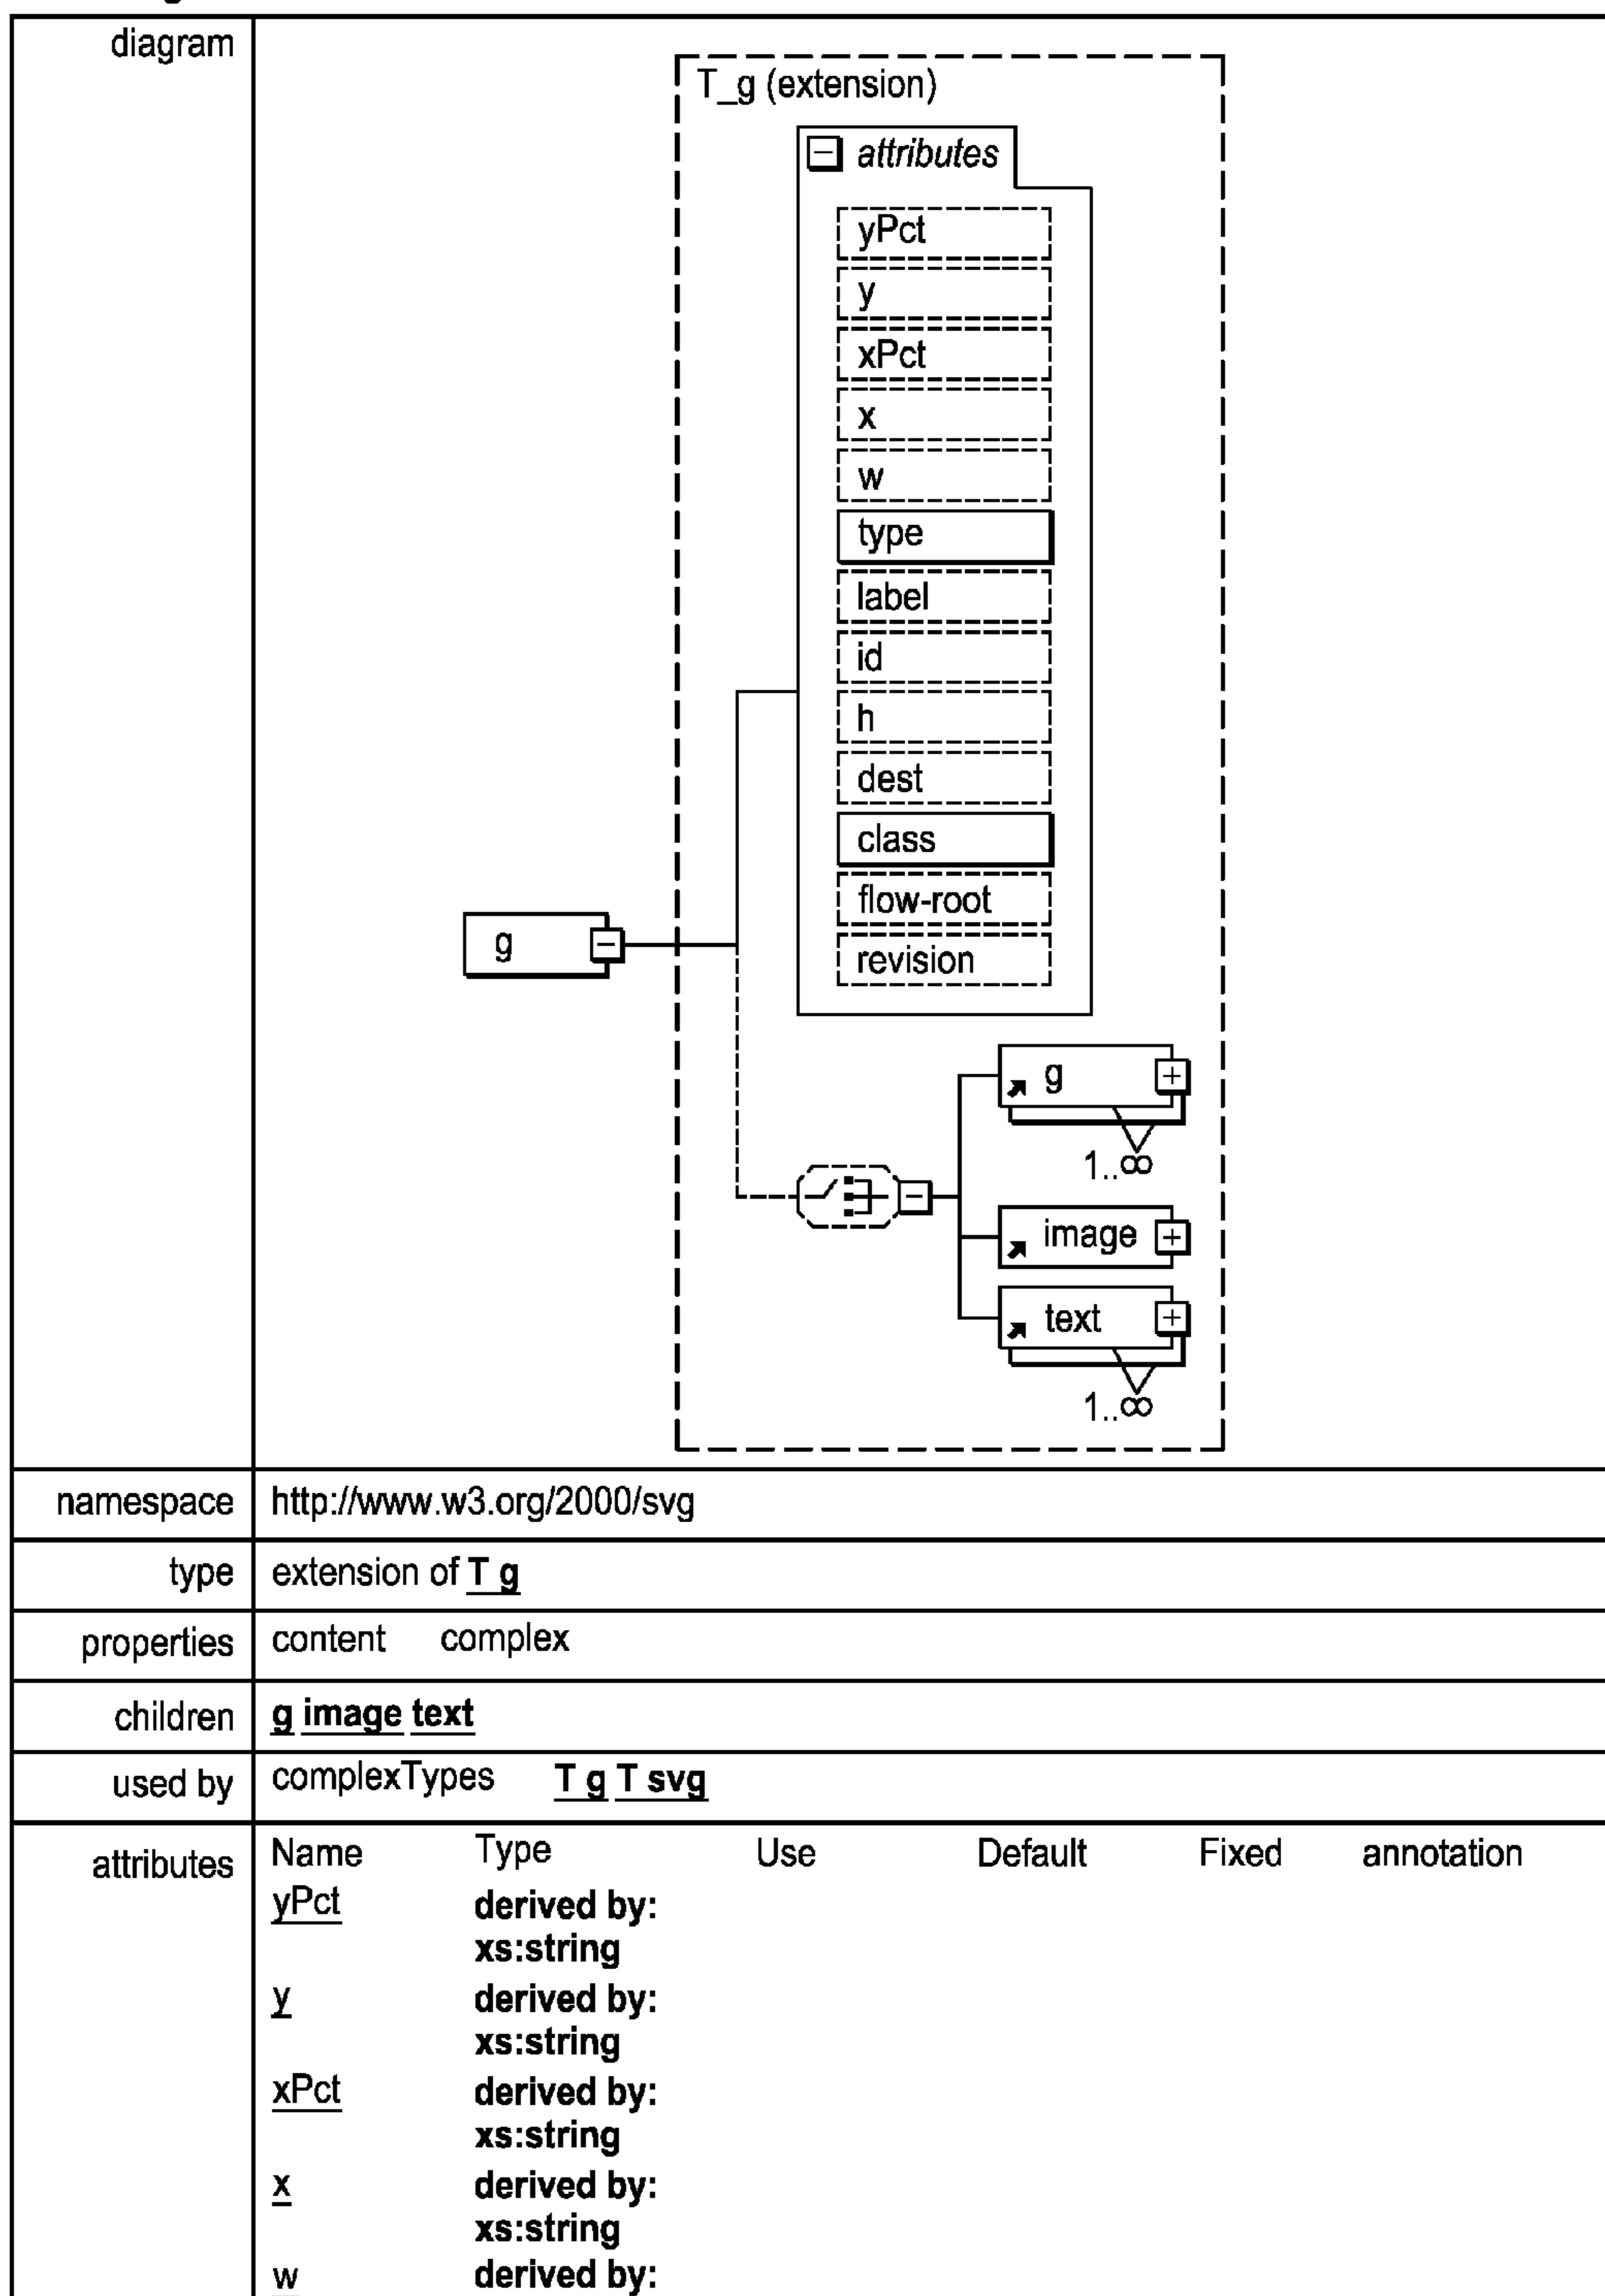 diagram
T_g (extension)
attributes
yPct
y
xPct
x
w
type
label
id
h
dest
class
flow-root
revision
g
g
1..∞
image
text
1..∞
namespace http://www.w3.org/2000/svg
type extension of T g
properties content complex
children g image text
used by complexTypes T g T svg
attributes Name Type Use Default Fixed annotation
yPct derived by:
xs:string
y derived by:
xs:string
xPct derived by:
xs:string
x derived by:
xs:string
w derived by: